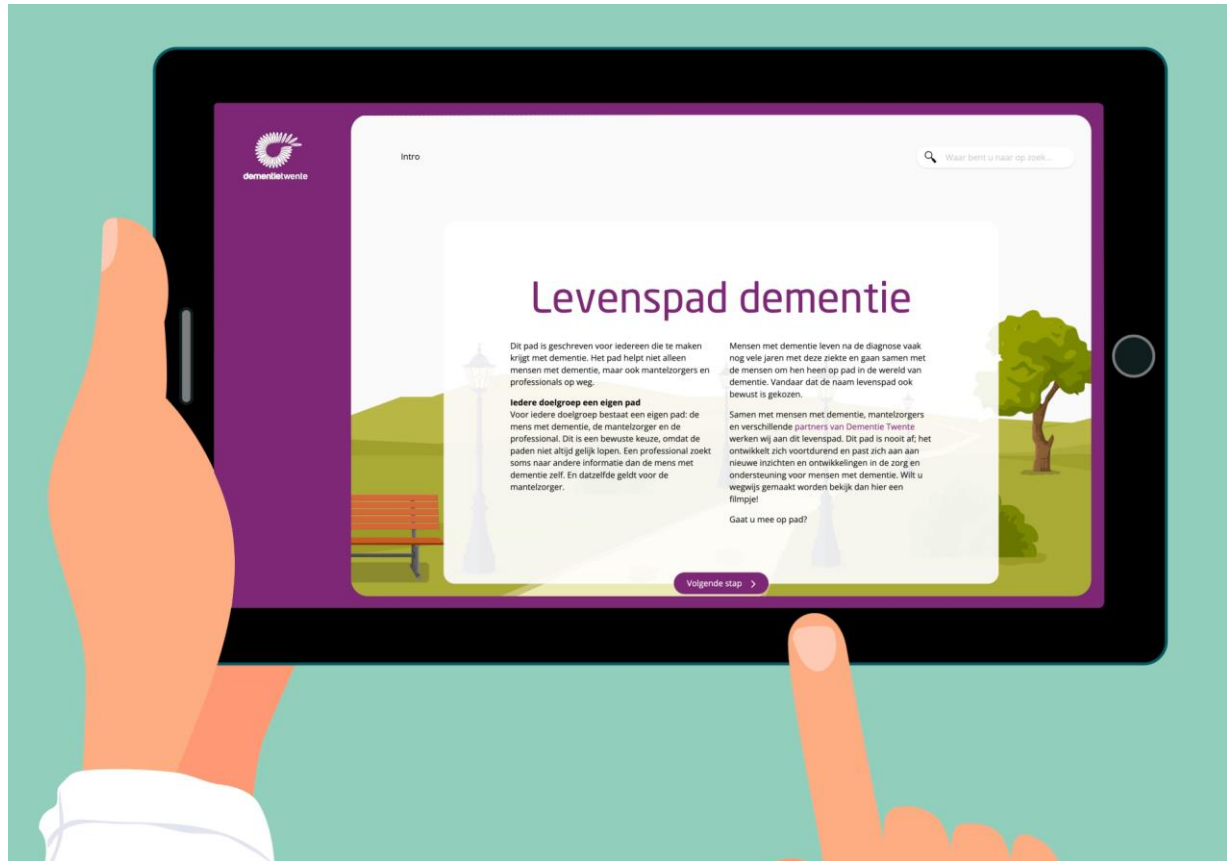 dementietwente
Intro
Waar bent u naar op zoek...
Levenspad dementie
Dit pad is geschreven voor iedereen die te maken
krijgt met dementie. Het pad helpt niet alleen
mensen met dementie, maar ook mantelzorgers en
professionals op weg.
Iedere doelgroep een eigen pad
Voor iedere doelgroep bestaat een eigen pad: de
mens met dementie, de mantelzorger en de
professional. Dit is een bewuste keuze, omdat de
paden niet altijd gelijk lopen. Een professional zoekt
soms naar andere informatie dan de mens met
dementie zelf. En datzelfde geldt voor de
mantelzorger.
Mensen met dementie leven na de diagnose vaak
nog vele jaren met deze ziekte en gaan samen met
de mensen om hen heen op pad in de wereld van
dementie. Vandaar dat de naam levenspad ook
bewust is gekozen.
Samen met mensen met dementie, mantelzorgers
en verschillende partners van Dementie Twente
werken wij aan dit levenspad. Dit pad is nooit af; het
ontwikkelt zich voortdurend en past zich aan aan
nieuwe inzichten en ontwikkelingen in de zorg en
ondersteuning voor mensen met dementie. Wilt u
wegwijs gemaakt worden bekijk dan hier een
filmpje!
Gaat u mee op pad?
Volgende stap